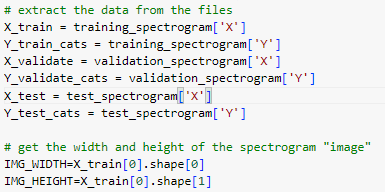 # extract the data from the files
X_train = training_spectrogram['X']
Y_train_cats = training_spectrogram['Y']
X_validate = validation_spectrogram['X']
Y_validate_cats = validation_spectrogram['Y']
X_test = test_spectrogram['X']
Y_test_cats = test_spectrogram['Y']

# get the width and height of the spectrogram "image"
IMG_WIDTH=X_train[0].shape[0]
IMG_HEIGHT=X_train[0].shape[1]